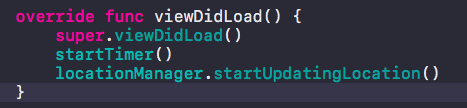 override func viewDidLoad() {
    super.viewDidLoad()
    startTimer()
    locationManager.startUpdatingLocation()
}